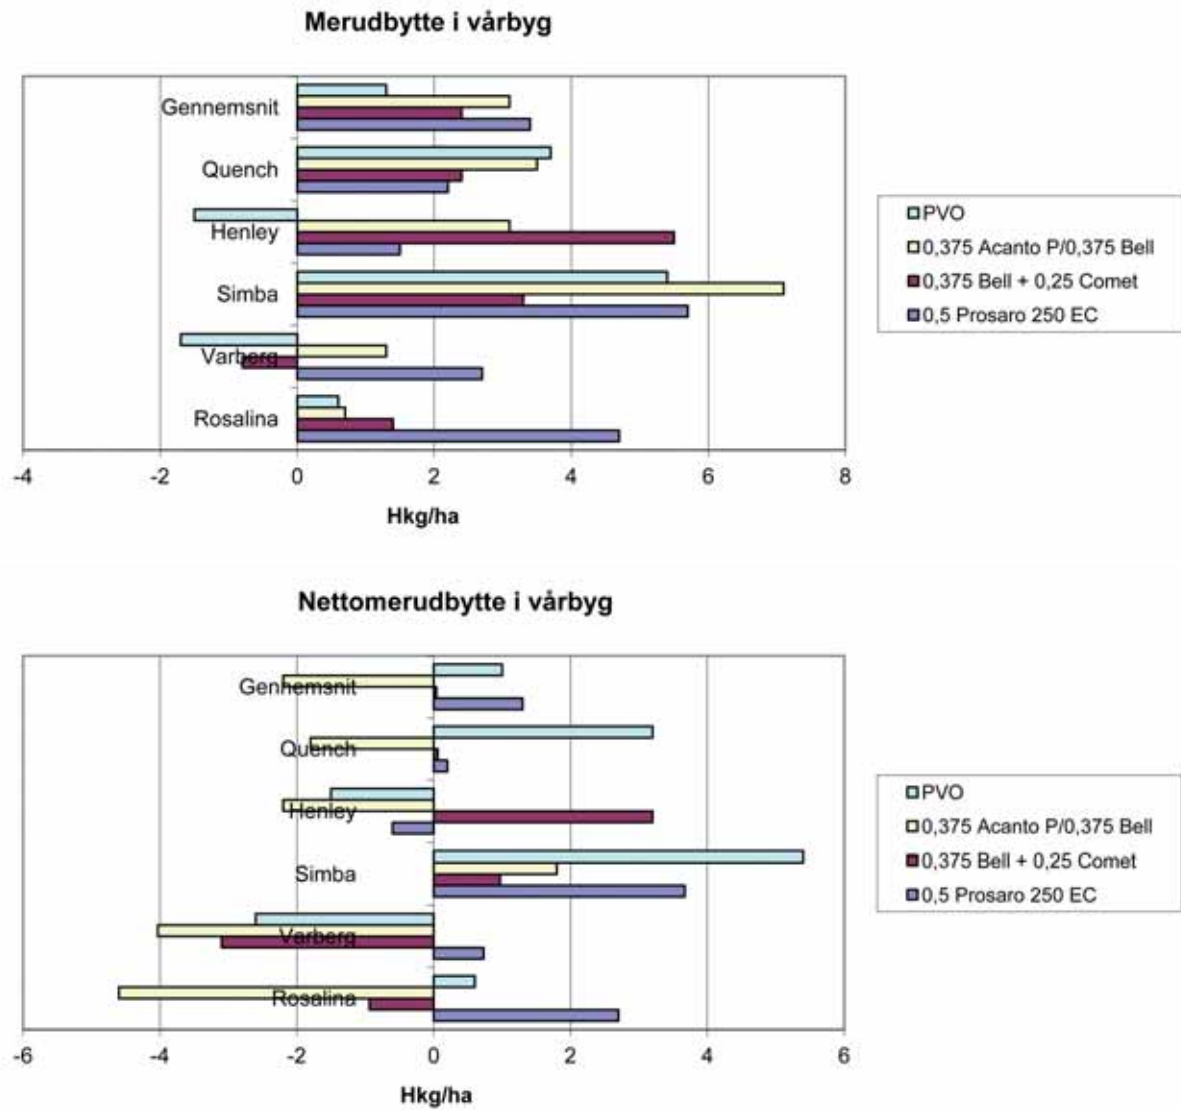 Merudbytte i vårbyg
Gennemsnit
Quench
Henley
Simba
Varberg
Rosalina
-4 -2 0 2 4 6 8
Hkg/ha
PVO
0,375 Acanto P/0,375 Bell
0,375 Bell + 0,25 Comet
0,5 Prosaro 250 EC
Nettomerudbytte i vårbyg
Gennemsnit
Quench
Henley
Simba
Varberg
Rosalina
-6 -4 -2 0 2 4 6
Hkg/ha
PVO
0,375 Acanto P/0,375 Bell
0,375 Bell + 0,25 Comet
0,5 Prosaro 250 EC